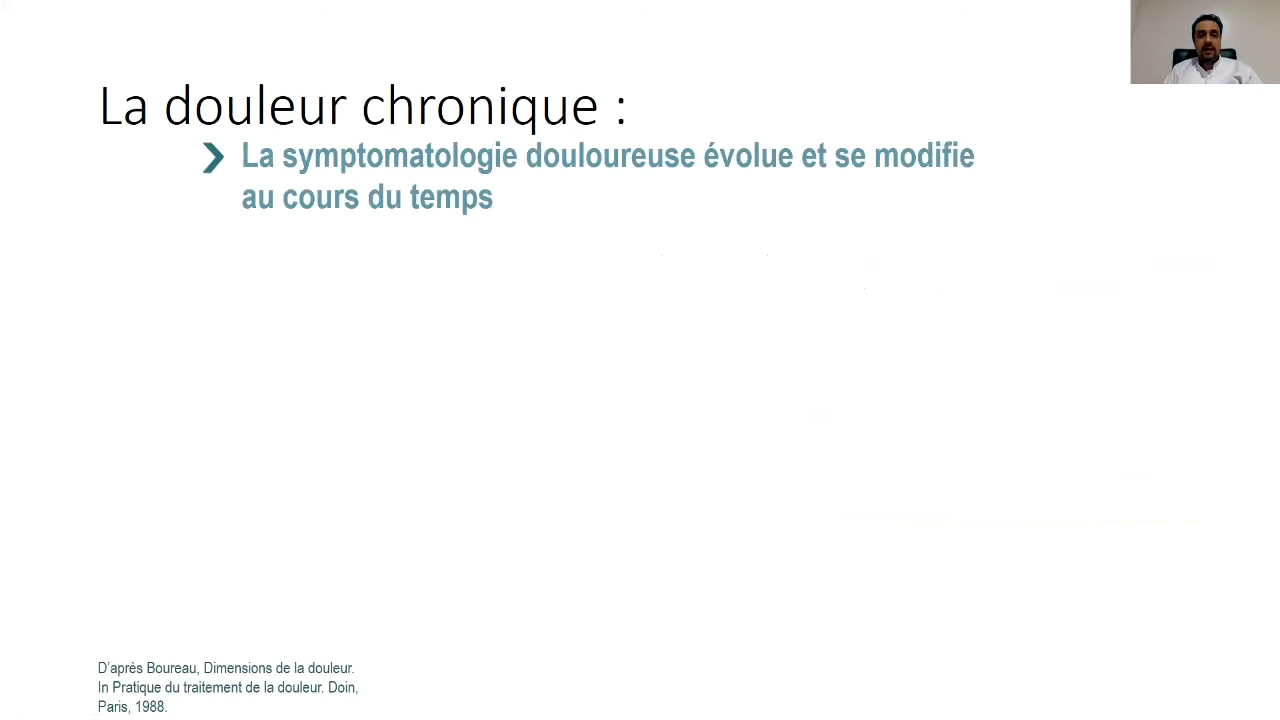 La douleur chronique :
La symptomatologie douloureuse évolue et se modifie
au cours du temps
D’après Boureau, Dimensions de la douleur.
In Pratique du traitement de la douleur. Doin,
Paris, 1988.